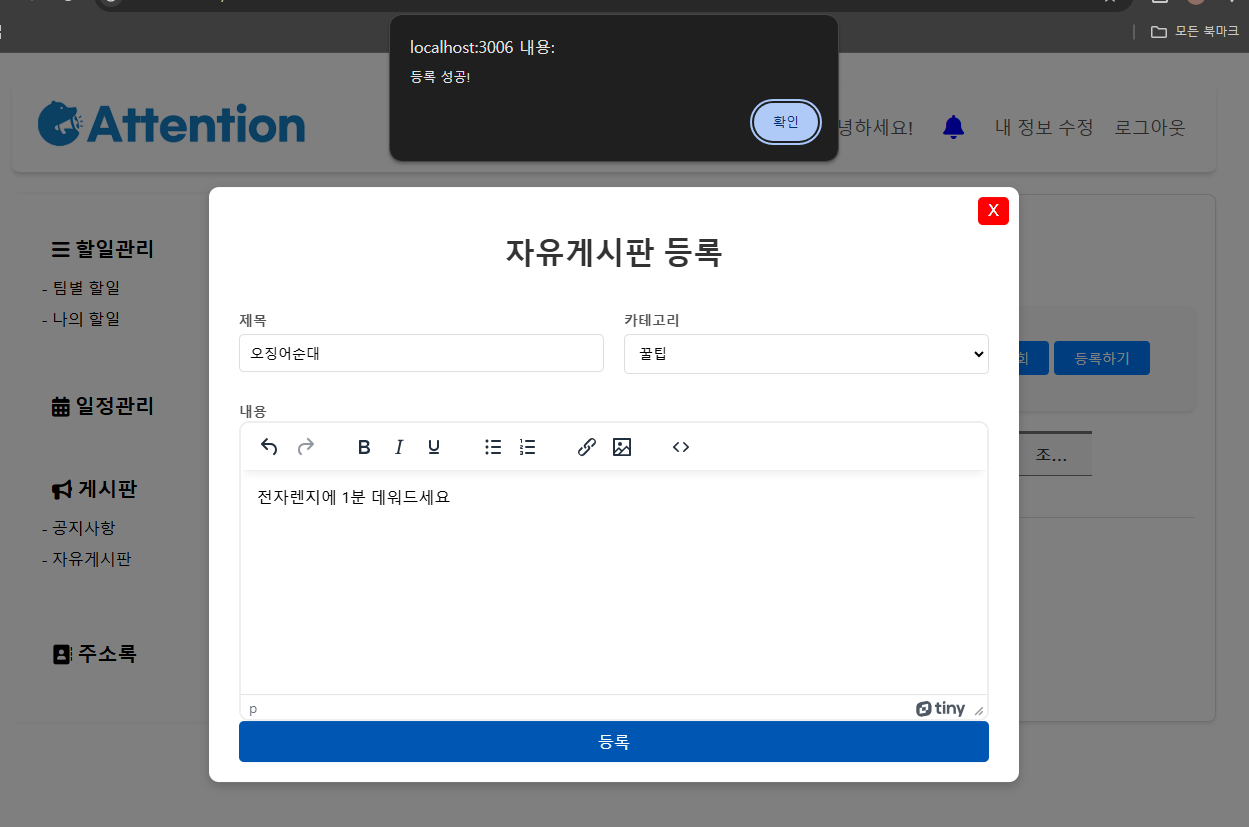 localhost:3006 내용:
등록 성공!
확인
모든 북마크
Attention
녕하세요!
내 정보 수정
로그아웃
할일관리
- 팀별 할일
- 나의 할일
일정관리
게시판
- 공지사항
- 자유게시판
주소록
X
자유게시판 등록
제목
카테고리
오징어순대
꿀팁
내용
B I U
전자렌지에 1분 데워드세요
p
tiny
등록
회
등록하기
조...